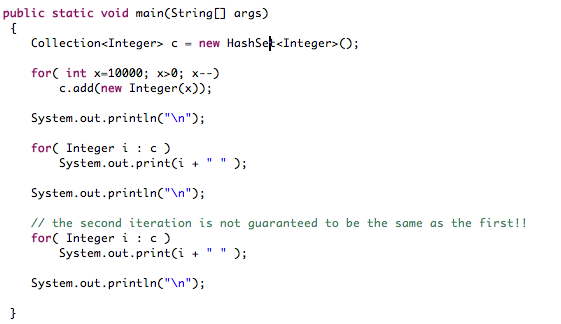 public static void main(String[] args)
{
Collection<Integer> c = new HashSet<Integer>();
for( int x=10000; x>0; x--)
c.add(new Integer(x));
System.out.println("\n");
for( Integer i : c )
System.out.print(i + " " );
System.out.println("\n");
// the second iteration is not guaranteed to be the same as the first!!
for( Integer i : c )
System.out.print(i + " " );
System.out.println("\n");
}